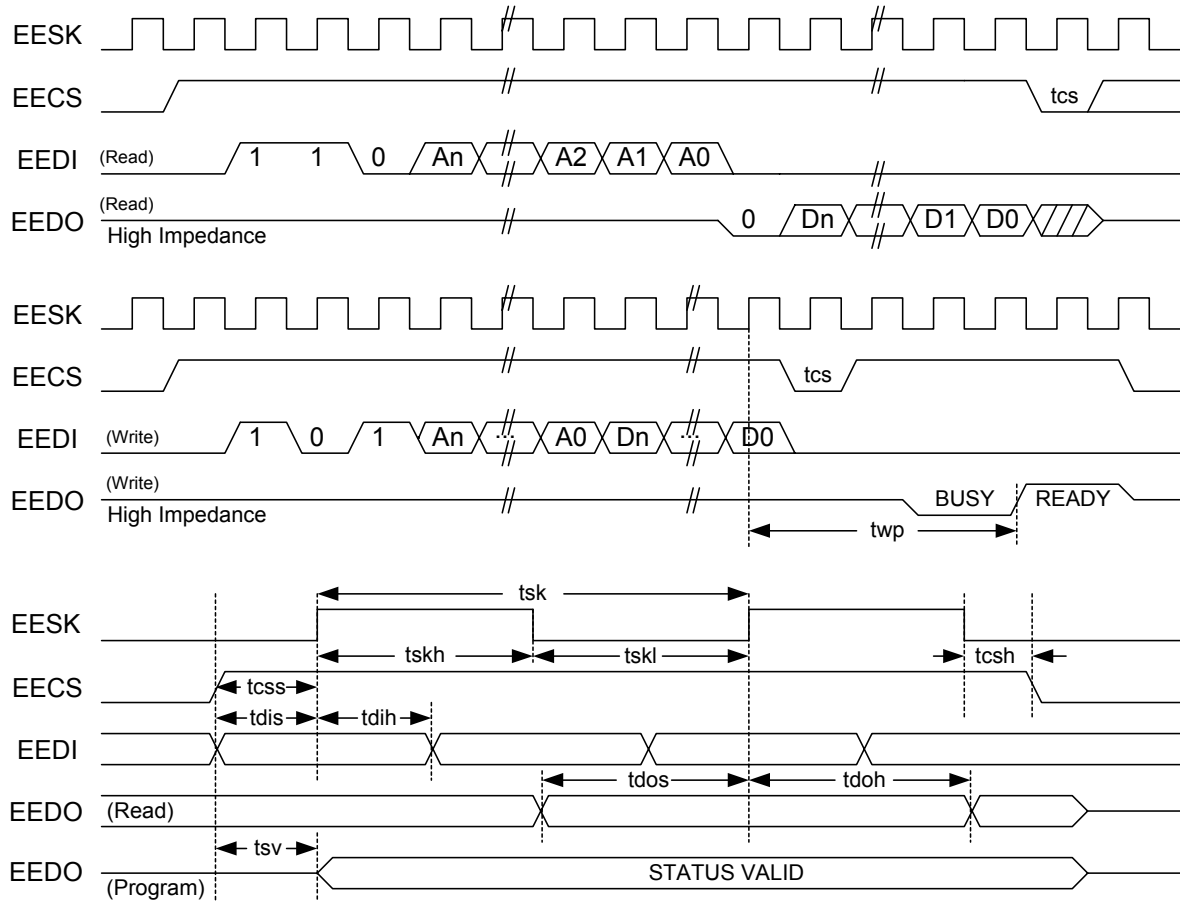 EESK
EECS tcs
EEDI (Read) 1 1 0 An A2 A1 A0
EEDO (Read) High Impedance 0 Dn D1 D0
EESK
EECS tcs
EEDI (Write) 1 0 1 An ... A0 Dn ... D0
EEDO (Write) High Impedance BUSY READY
twp
tsk
EESK
tskh tskl tcsh
EECS tcss
tdis tdih
EEDI
tdos tdoh
EEDO (Read)
tsv
EEDO (Program) STATUS VALID